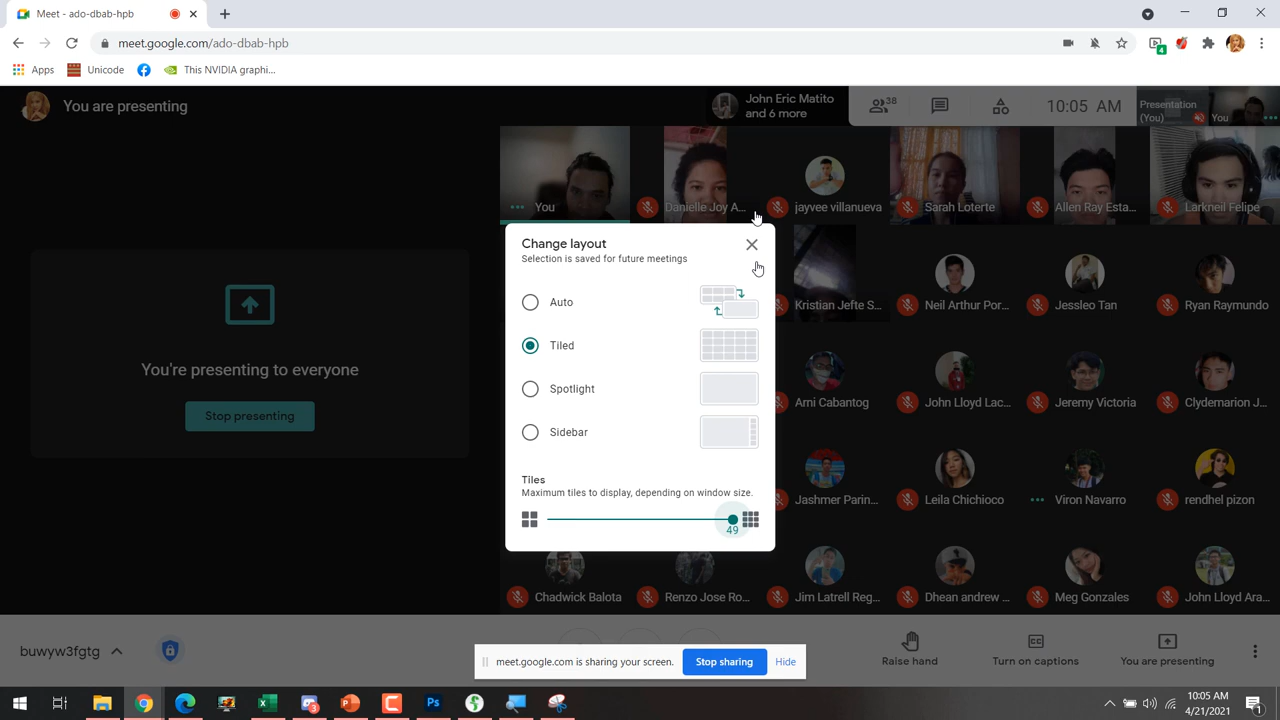 Meet - ado-dbab-hpb
meet.google.com/ado-dbab-hpb
4
Apps
Unicode
This NVIDIA graphi...
You are presenting
John Eric Matito
and 6 more
38
10:05 AM
Presentation
(You)
You
You
Danielle Joy A...
jayvee villanueva
Sarah Loterte
Allen Ray Esta...
Larkneil Felipe
Change layout
Selection is saved for future meetings
Auto
Tiled
Spotlight
Sidebar
Tiles
Maximum tiles to display, depending on window size.
49
Kristian Jefte S...
Neil Arthur Por...
Jessleo Tan
Ryan Raymundo
You're presenting to everyone
Stop presenting
Arni Cabantog
John Lloyd Lac...
Jeremy Victoria
Clydemarion J...
Jashmer Parin...
Leila Chichioco
Viron Navarro
rendhel pizon
Chadwick Balota
Renzo Jose Ro...
Jim Latrell Reg...
Dhean andrew ...
Meg Gonzales
John Lloyd Ara...
buwyw3fgtg
meet.google.com is sharing your screen.
Stop sharing
Hide
Raise hand
Turn on captions
You are presenting
10:05 AM
4/21/2021
1